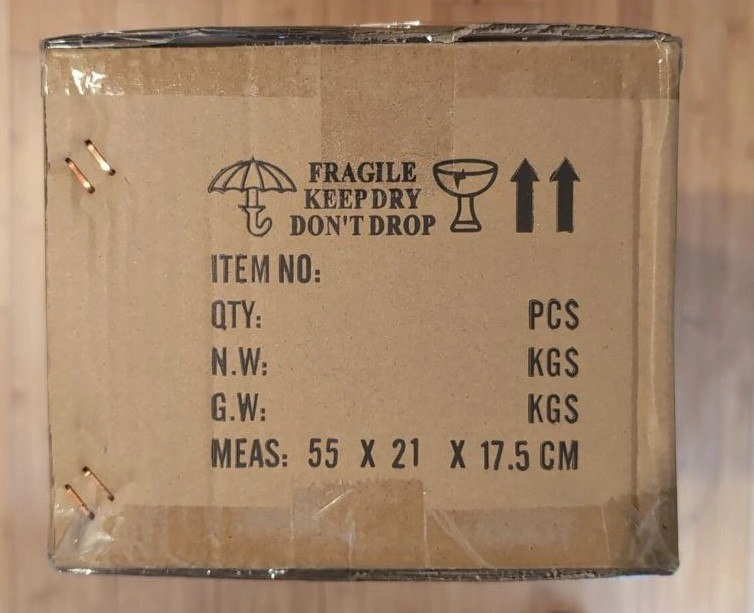 FRAGILE
KEEP DRY
DON'T DROP
ITEM NO:
QTY: PCS
N.W: KGS
G.W: KGS
MEAS: 55 X 21 X 17.5 CM